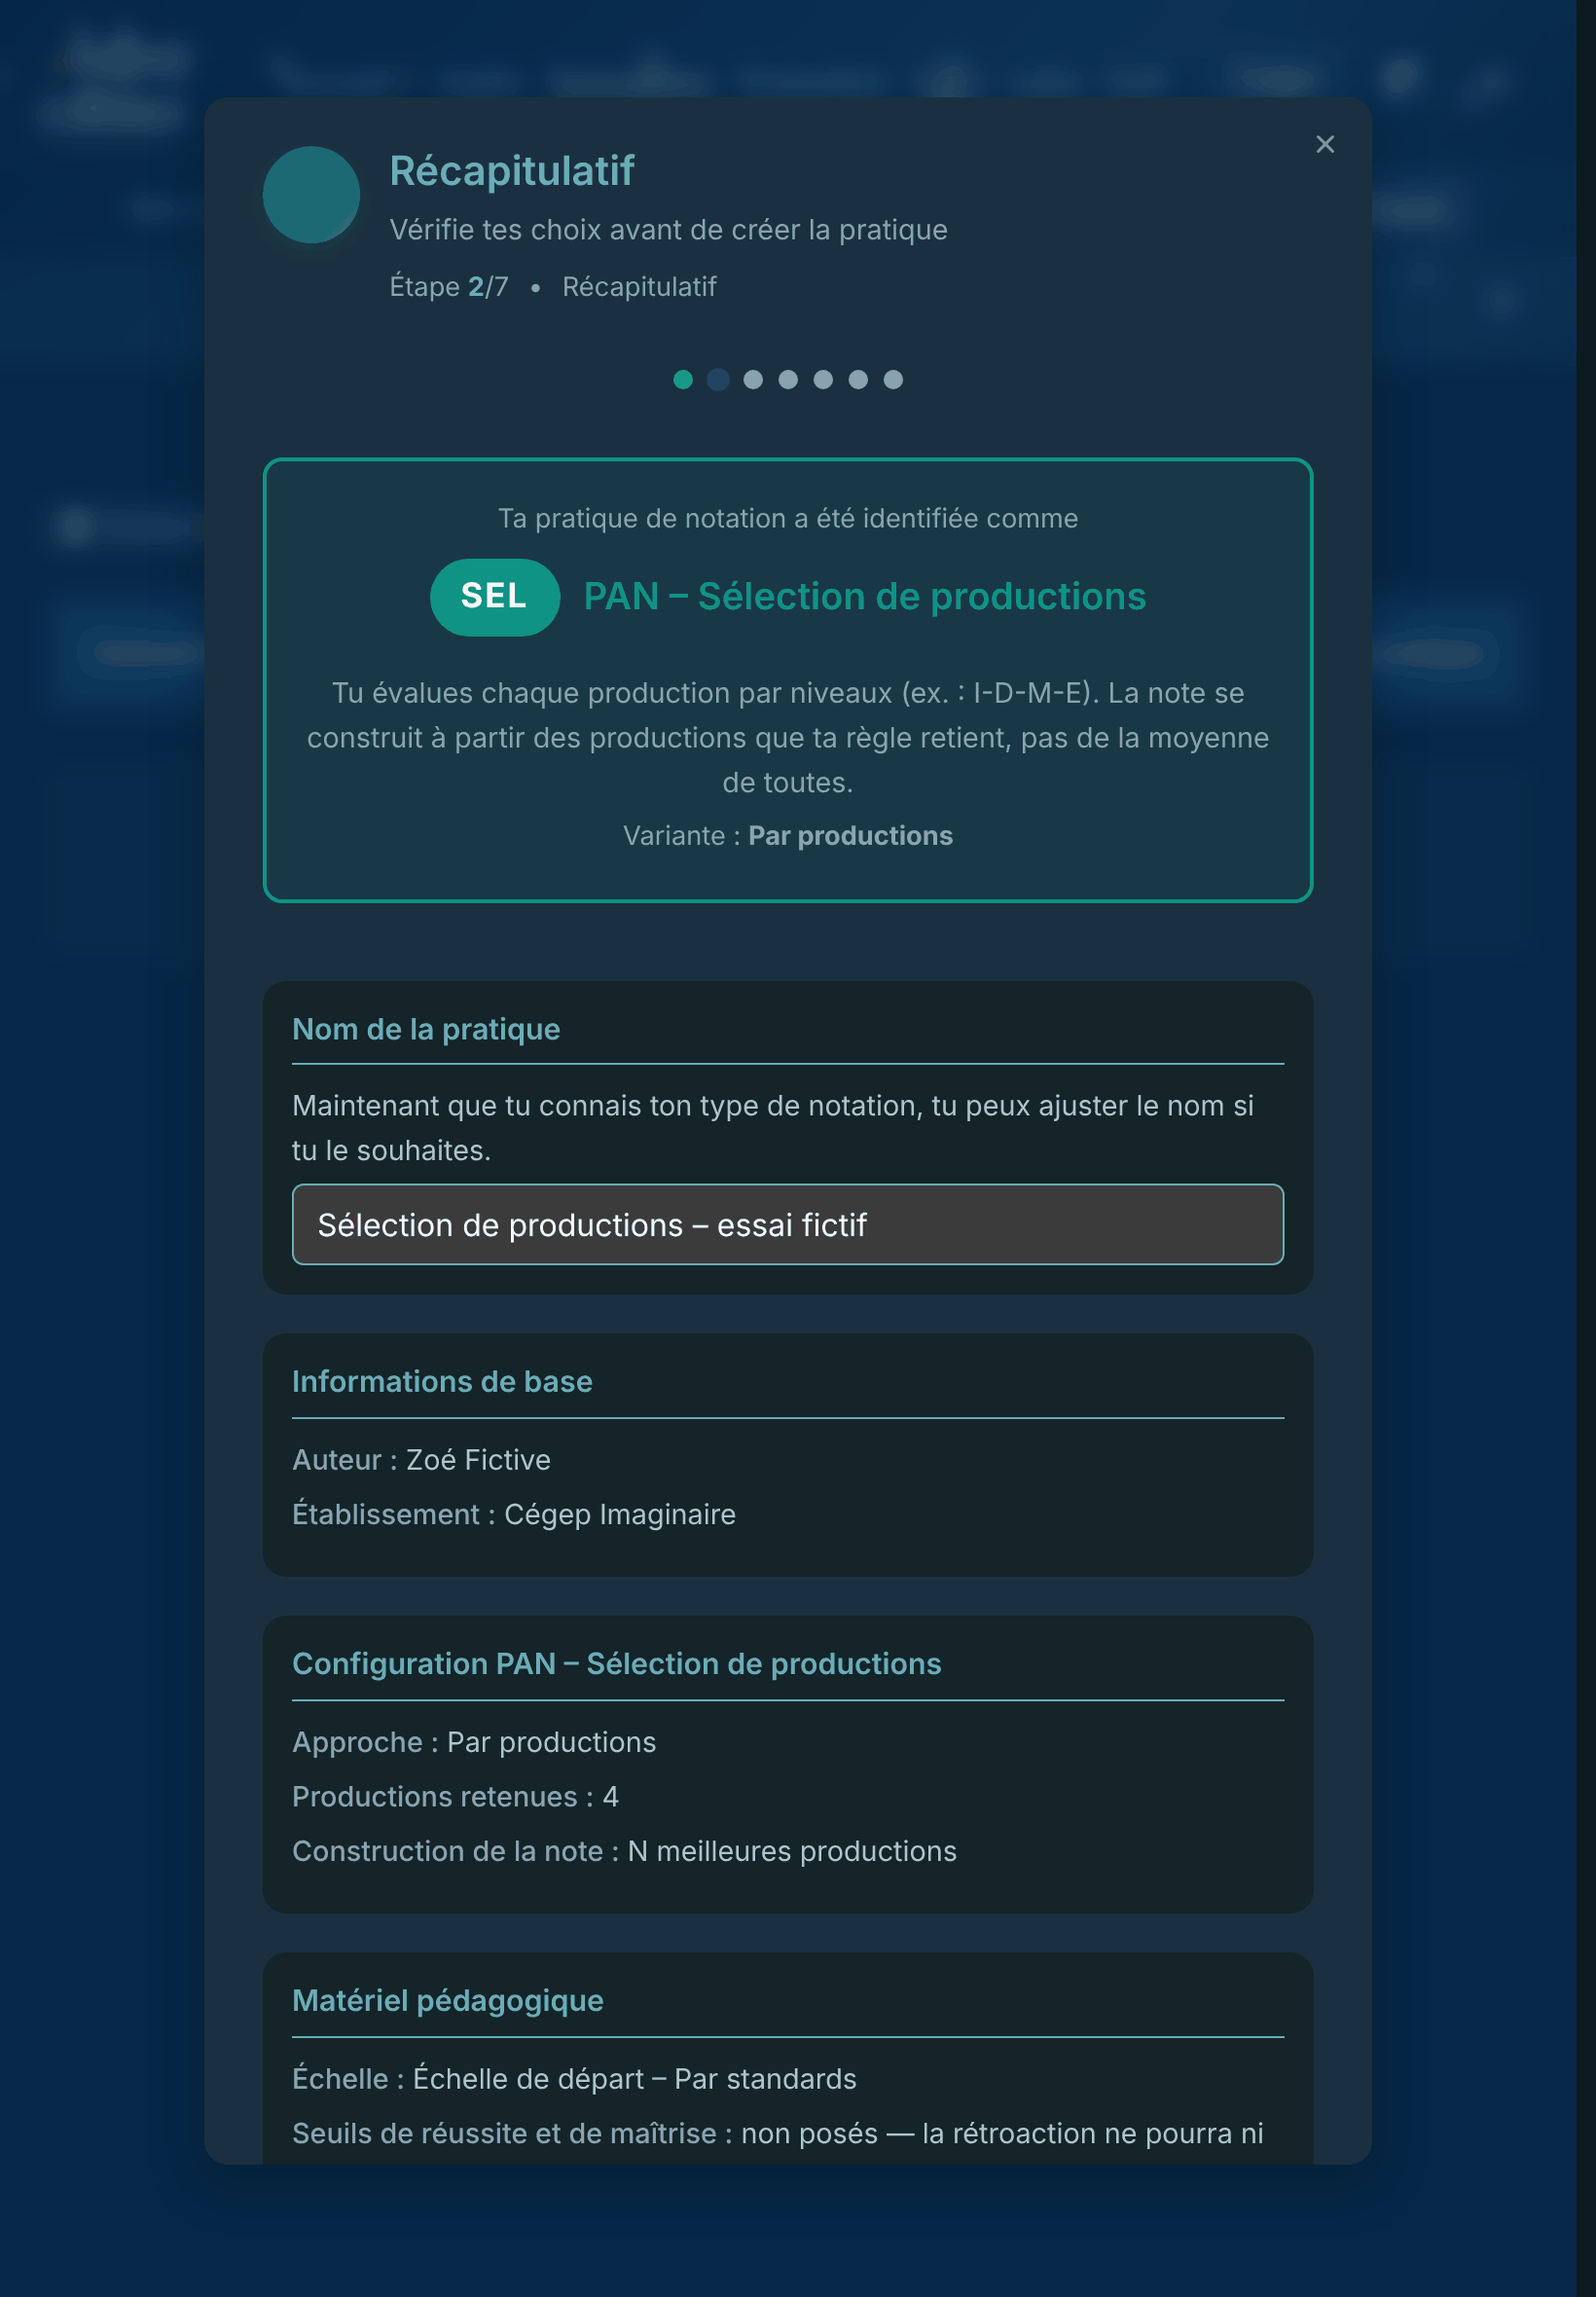 Récapitulatif
Vérifie tes choix avant de créer la pratique
Étape 2/7 • Récapitulatif
Ta pratique de notation a été identifiée comme
SEL PAN – Sélection de productions
Tu évalues chaque production par niveaux (ex. : I-D-M-E). La note se
construit à partir des productions que ta règle retient, pas de la moyenne
de toutes.
Variante : Par productions
Nom de la pratique
Maintenant que tu connais ton type de notation, tu peux ajuster le nom si
tu le souhaites.
Sélection de productions – essai fictif
Informations de base
Auteur : Zoé Fictive
Établissement : Cégep Imaginaire
Configuration PAN – Sélection de productions
Approche : Par productions
Productions retenues : 4
Construction de la note : N meilleures productions
Matériel pédagogique
Échelle : Échelle de départ – Par standards
Seuils de réussite et de maîtrise : non posés — la rétroaction ne pourra ni